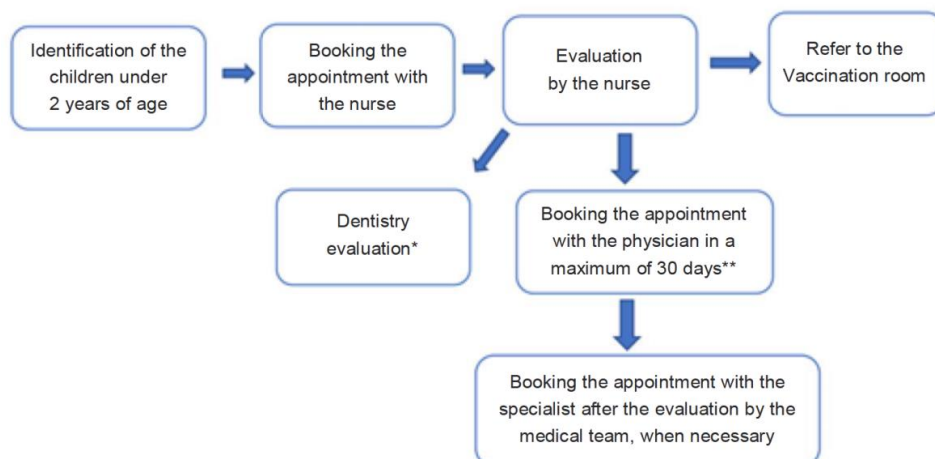 Identification of the
children under
2 years of age
Booking the
appointment with
the nurse
Evaluation
by the nurse
Refer to the
Vaccination room
Dentistry
evaluation*
Booking the appointment
with the physician in a
maximum of 30 days**
Booking the appointment with the
specialist after the evaluation by the
medical team, when necessary